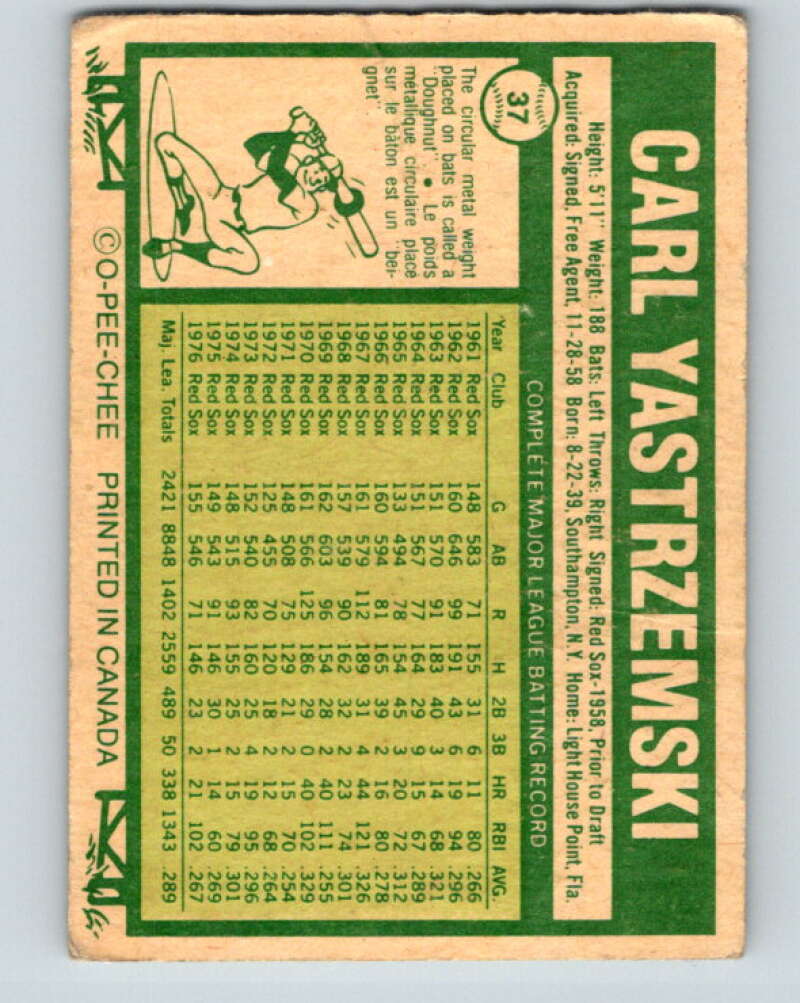 37
CARL YASTRZEMSKI
Height: 5'11" Weight: 188 Bats: Left Throws: Right Signed: Red Sox-1958, Prior to Draft
Acquired: Signed, Free Agent, 11-28-58 Born: 8-22-39, Southampton, N.Y. Home: Light House Point, Fla.
The circular metal weight
placed on bats is called a
"Doughnut". • Le poids
métallique circulaire place
sur le bâton est un "bei-
gnet".
COMPLETE MAJOR LEAGUE BATTING RECORD
Year Club G AB R H 2B 3B HR RBI AVG.
1961 Red Sox 148 583 71 155 31 6 11 80 .266
1962 Red Sox 160 646 99 191 43 6 19 94 .296
1963 Red Sox 151 570 91 183 40 3 14 68 .321
1964 Red Sox 151 567 77 164 29 9 15 67 .289
1965 Red Sox 133 494 78 154 45 3 20 72 .312
1966 Red Sox 160 594 81 165 39 2 16 80 .278
1967 Red Sox 161 579 112 189 31 4 44 121 .326
1968 Red Sox 157 539 90 162 32 2 23 74 .301
1969 Red Sox 162 603 96 154 28 2 40 111 .255
1970 Red Sox 161 566 125 186 29 0 40 102 .329
1971 Red Sox 148 508 75 129 21 2 15 70 .254
1972 Red Sox 125 455 70 120 18 2 12 68 .264
1973 Red Sox 152 540 82 160 25 4 19 95 .296
1974 Red Sox 148 515 93 155 25 2 15 79 .301
1975 Red Sox 149 543 91 146 30 1 14 60 .269
1976 Red Sox 155 546 71 146 23 2 21 102 .267
Maj. Lea. Totals 2421 8848 1402 2559 489 50 338 1343 .289
©O-PEE-CHEE PRINTED IN CANADA